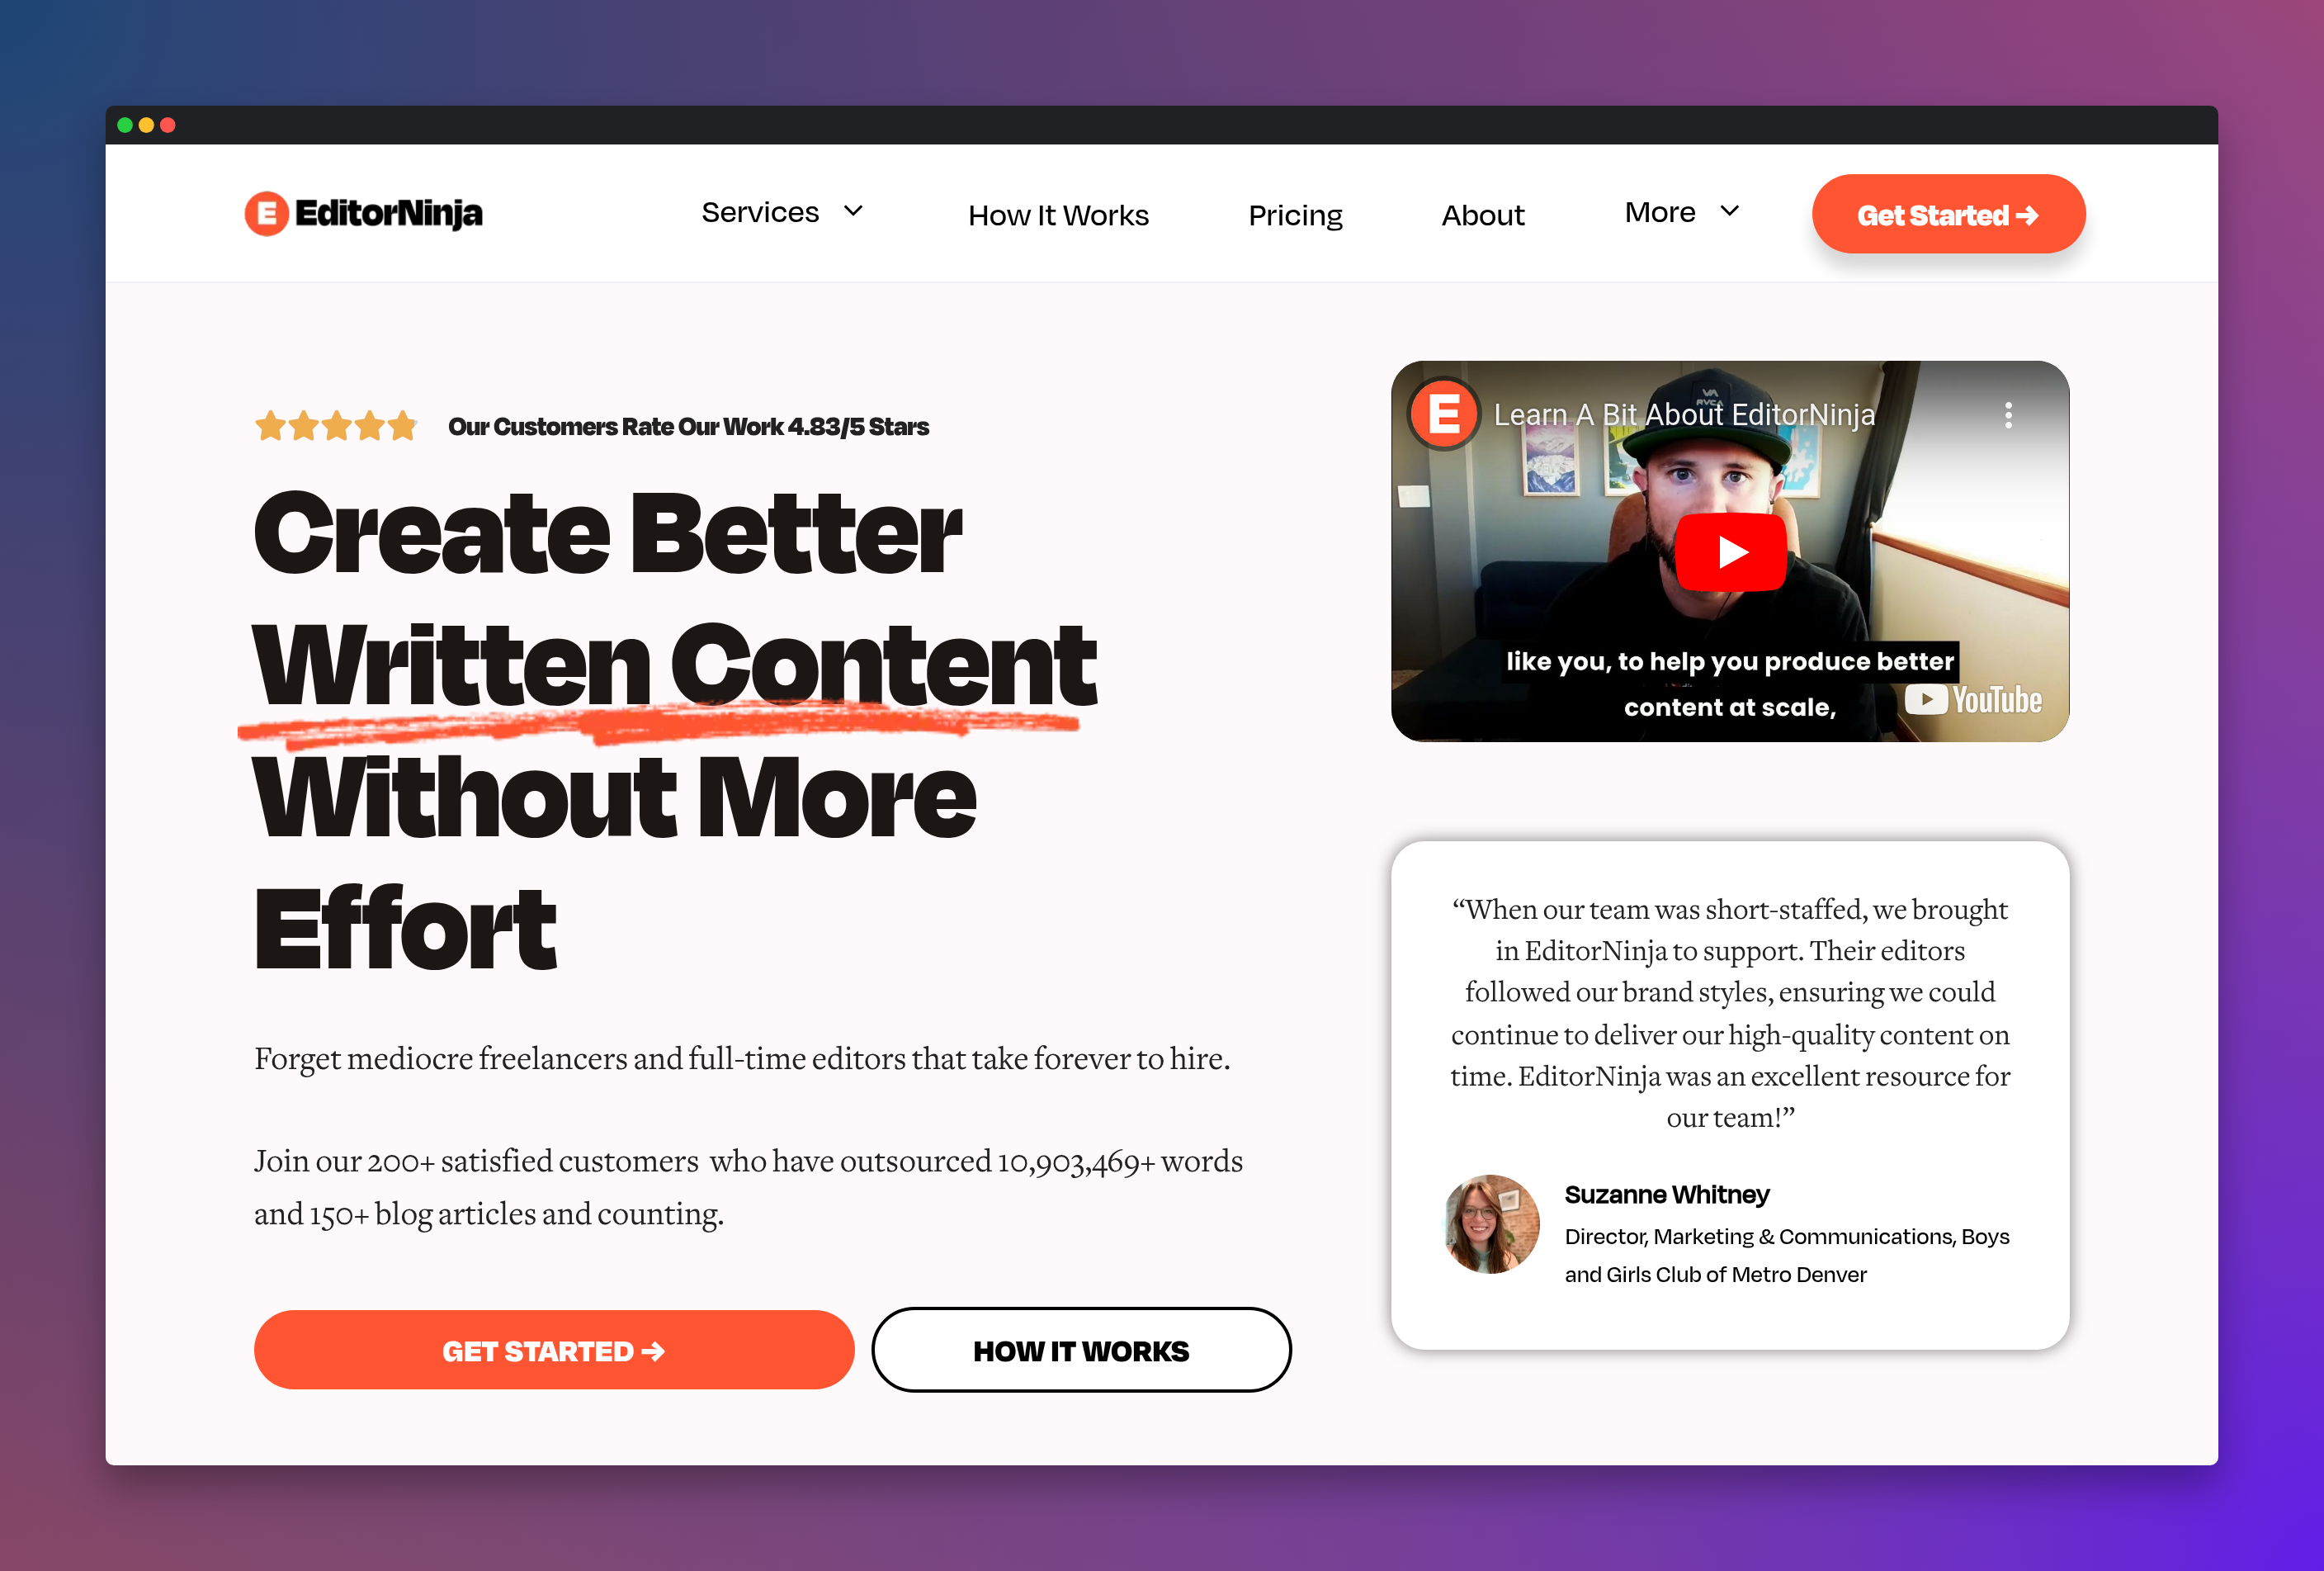 E EditorNinja
Services
How It Works
Pricing
About
More
Get Started →
Our Customers Rate Our Work 4.83/5 Stars
Create Better
Written Content
Without More
Effort
Forget mediocre freelancers and full-time editors that take forever to hire.
Join our 200+ satisfied customers who have outsourced 10,903,469+ words
and 150+ blog articles and counting.
GET STARTED →
HOW IT WORKS
E
Learn A Bit About EditorNinja
VA
RVCA
like you, to help you produce better
content at scale,
YouTube
“When our team was short-staffed, we brought
in EditorNinja to support. Their editors
followed our brand styles, ensuring we could
continue to deliver our high-quality content on
time. EditorNinja was an excellent resource for
our team!”
Suzanne Whitney
Director, Marketing & Communications, Boys
and Girls Club of Metro Denver